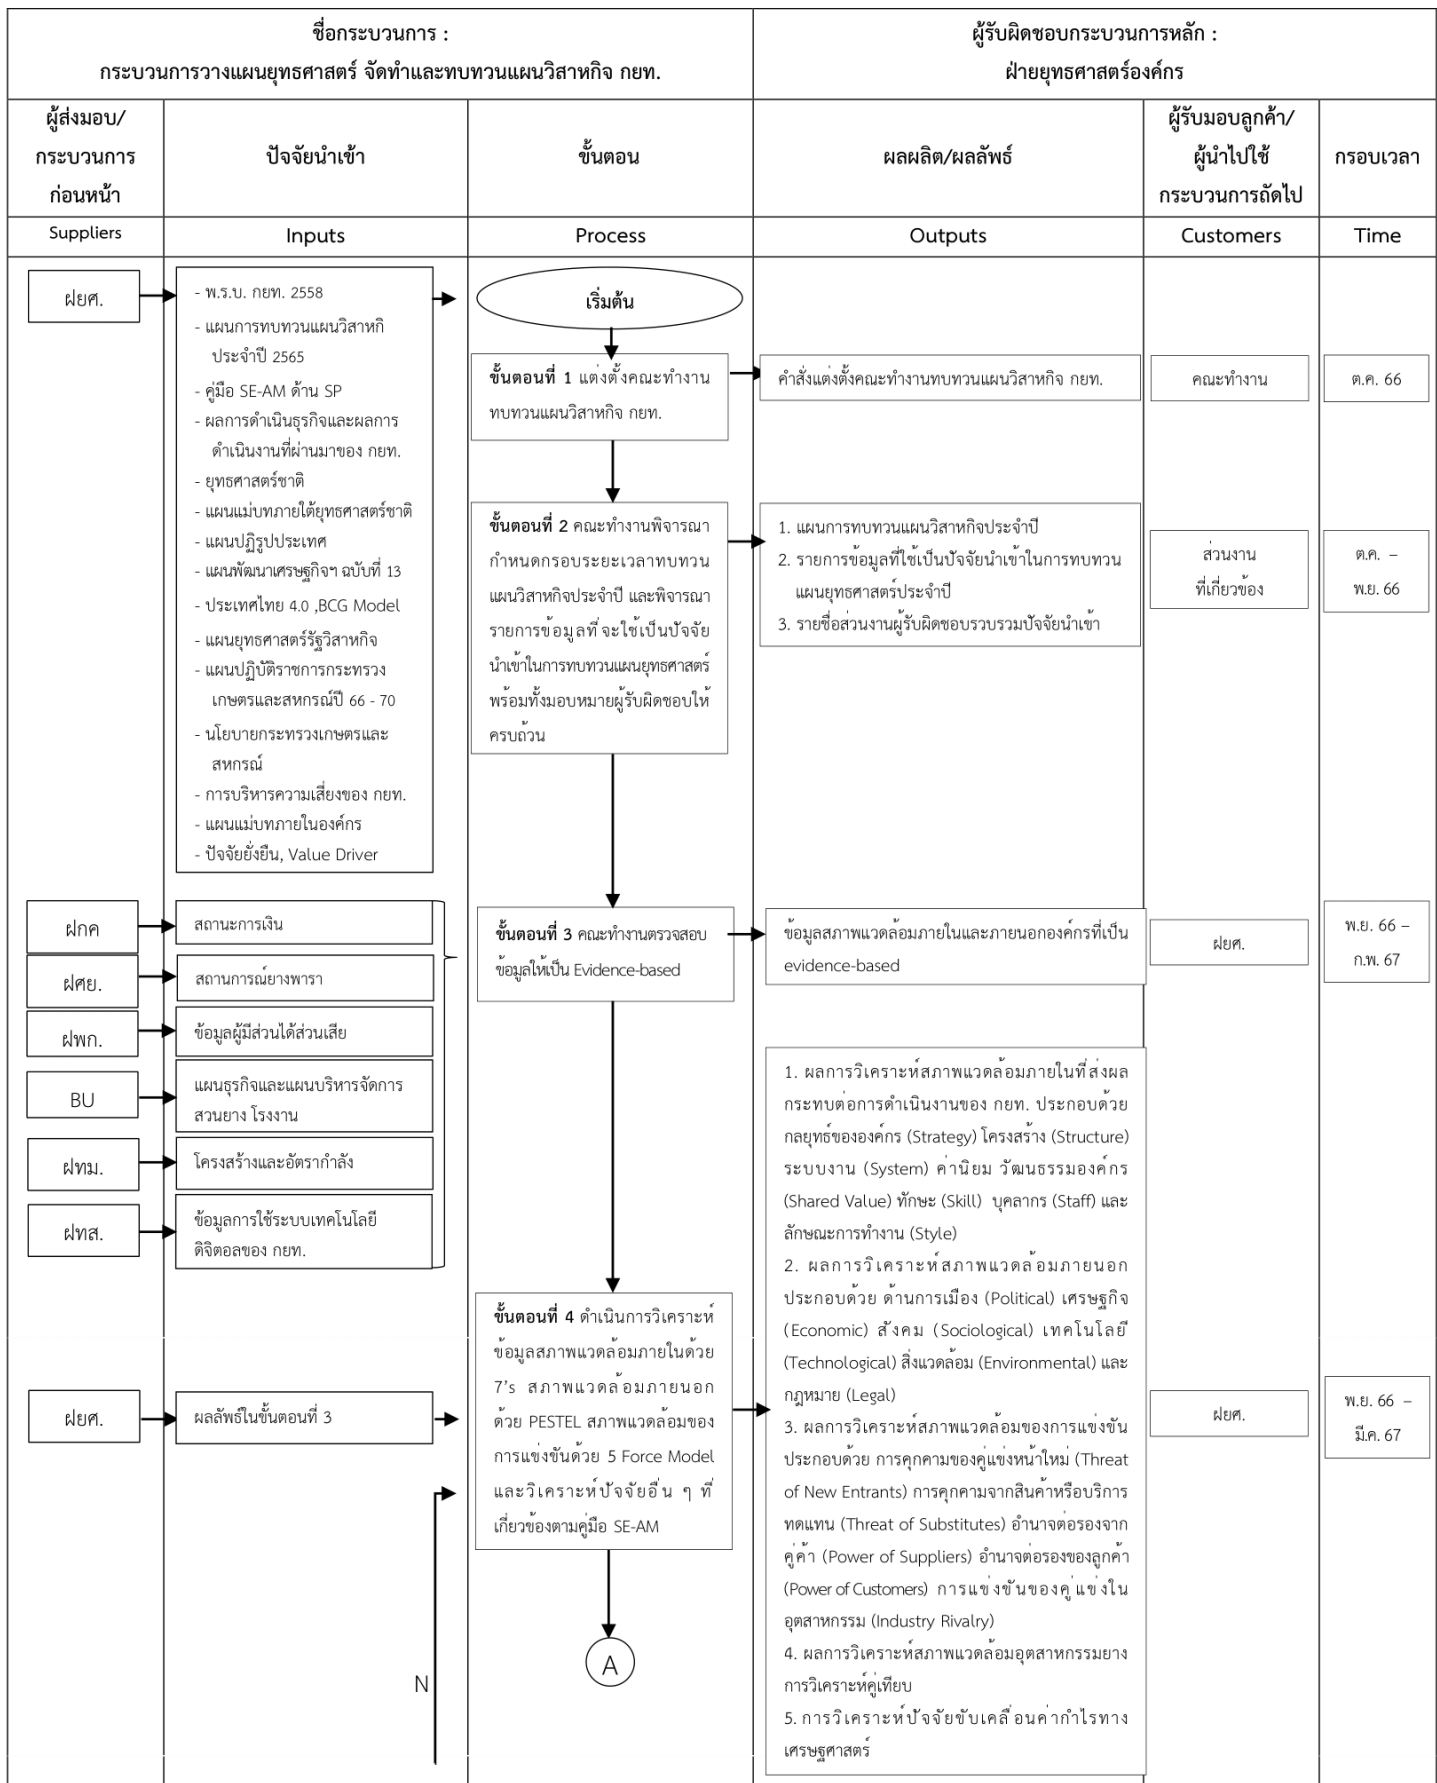 ชื่อกระบวนการ :
กระบวนการวางแผนยุทธศาสตร์ จัดทำและทบทวนแผนวิสาหกิจ กยท.
ผู้รับผิดชอบกระบวนการหลัก :
ฝ่ายยุทธศาสตร์องค์กร
ผู้ส่งมอบ/
กระบวนการ
ก่อนหน้า
ปัจจัยนำเข้า
ขั้นตอน
ผลผลิต/ผลลัพธ์
ผู้รับมอบลูกค้า/
ผู้นำไปใช้
กระบวนการถัดไป
กรอบเวลา
Suppliers
Inputs
Process
Outputs
Customers
Time
ฝยศ.
- พ.ร.บ. กยท. 2558
- แผนการทบทวนแผนวิสาหกิ
ประจำปี 2565
- คู่มือ SE-AM ด้าน SP
- ผลการดำเนินธุรกิจและผลการ
ดำเนินงานที่ผ่านมาของ กยท.
- ยุทธศาสตร์ชาติ
- แผนแม่บทภายใต้ยุทธศาสตร์ชาติ
- แผนปฏิรูปประเทศ
- แผนพัฒนาเศรษฐกิจฯ ฉบับที่ 13
- ประเทศไทย 4.0 ,BCG Model
- แผนยุทธศาสตร์รัฐวิสาหกิจ
- แผนปฏิบัติราชการกระทรวง
เกษตรและสหกรณ์ปี 66 - 70
- นโยบายกระทรวงเกษตรและ
สหกรณ์
- การบริหารความเสี่ยงของ กยท.
- แผนแม่บทภายในองค์กร
- ปัจจัยยั่งยืน, Value Driver
เริ่มต้น
ขั้นตอนที่ 1 แต่งตั้งคณะทำงาน
ทบทวนแผนวิสาหกิจ กยท.
คำสั่งแต่งตั้งคณะทำงานทบทวนแผนวิสาหกิจ กยท.
คณะทำงาน
ต.ค. 66
ขั้นตอนที่ 2 คณะทำงานพิจารณา
กำหนดกรอบระยะเวลาทบทวน
แผนวิสาหกิจประจำปี และพิจารณา
รายการข้อมูลที่จะใช้เป็นปัจจัย
นำเข้าในการทบทวนแผนยุทธศาสตร์
พร้อมทั้งมอบหมายผู้รับผิดชอบให้
ครบถ้วน
1. แผนการทบทวนแผนวิสาหกิจประจำปี
2. รายการข้อมูลที่ใช้เป็นปัจจัยนำเข้าในการทบทวน
แผนยุทธศาสตร์ประจำปี
3. รายชื่อส่วนงานผู้รับผิดชอบรวบรวมปัจจัยนำเข้า
ส่วนงาน
ที่เกี่ยวข้อง
ต.ค. –
พ.ย. 66
ฝกค
สถานะการเงิน
ฝศย.
สถานการณ์ยางพารา
ฝพก.
ข้อมูลผู้มีส่วนได้ส่วนเสีย
BU
แผนธุรกิจและแผนบริหารจัดการ
สวนยาง โรงงาน
ฝทม.
โครงสร้างและอัตรากำลัง
ฝทส.
ข้อมูลการใช้ระบบเทคโนโลยี
ดิจิตอลของ กยท.
ขั้นตอนที่ 3 คณะทำงานตรวจสอบ
ข้อมูลให้เป็น Evidence-based
ข้อมูลสภาพแวดล้อมภายในและภายนอกองค์กรที่เป็น
evidence-based
ฝยศ.
พ.ย. 66 –
ก.พ. 67
ฝยศ.
ผลลัพธ์ในขั้นตอนที่ 3
ขั้นตอนที่ 4 ดำเนินการวิเคราะห์
ข้อมูลสภาพแวดล้อมภายในด้วย
7's สภาพแวดล้อมภายนอก
ด้วย PESTEL สภาพแวดล้อมของ
การแข่งขันด้วย 5 Force Model
และวิเคราะห์ปัจจัยอื่น ๆ ที่
เกี่ยวข้องตามคู่มือ SE-AM
1. ผลการวิเคราะห์สภาพแวดล้อมภายในที่ส่งผล
กระทบต่อการดำเนินงานของ กยท. ประกอบด้วย
กลยุทธ์ขององค์กร (Strategy) โครงสร้าง (Structure)
ระบบงาน (System) ค่านิยม วัฒนธรรมองค์กร
(Shared Value) ทักษะ (Skill) บุคลากร (Staff) และ
ลักษณะการทำงาน (Style)
2. ผลการวิเคราะห์สภาพแวดล้อมภายนอก
ประกอบด้วย ด้านการเมือง (Political) เศรษฐกิจ
(Economic) สังคม (Sociological) เทคโนโลยี
(Technological) สิ่งแวดล้อม (Environmental) และ
กฎหมาย (Legal)
3. ผลการวิเคราะห์สภาพแวดล้อมของการแข่งขัน
ประกอบด้วย การคุกคามของคู่แข่งหน้าใหม่ (Threat
of New Entrants) การคุกคามจากสินค้าหรือบริการ
ทดแทน (Threat of Substitutes) อำนาจต่อรองจาก
คู่ค้า (Power of Suppliers) อำนาจต่อรองของลูกค้า
(Power of Customers) การแข่งขันของคู่แข่งใน
อุตสาหกรรม (Industry Rivalry)
4. ผลการวิเคราะห์สภาพแวดล้อมอุตสาหกรรมยาง
การวิเคราะห์คู่เทียบ
5. การวิเคราะห์ปัจจัยขับเคลื่อนค่ากำไรทาง
เศรษฐศาสตร์
ฝยศ.
พ.ย. 66 –
มี.ค. 67
A
N